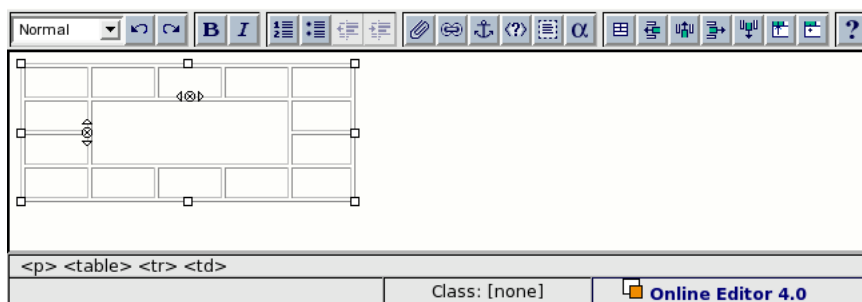 Normal B I <?> α ?
<p> <table> <tr> <td>
Class: [none] Online Editor 4.0